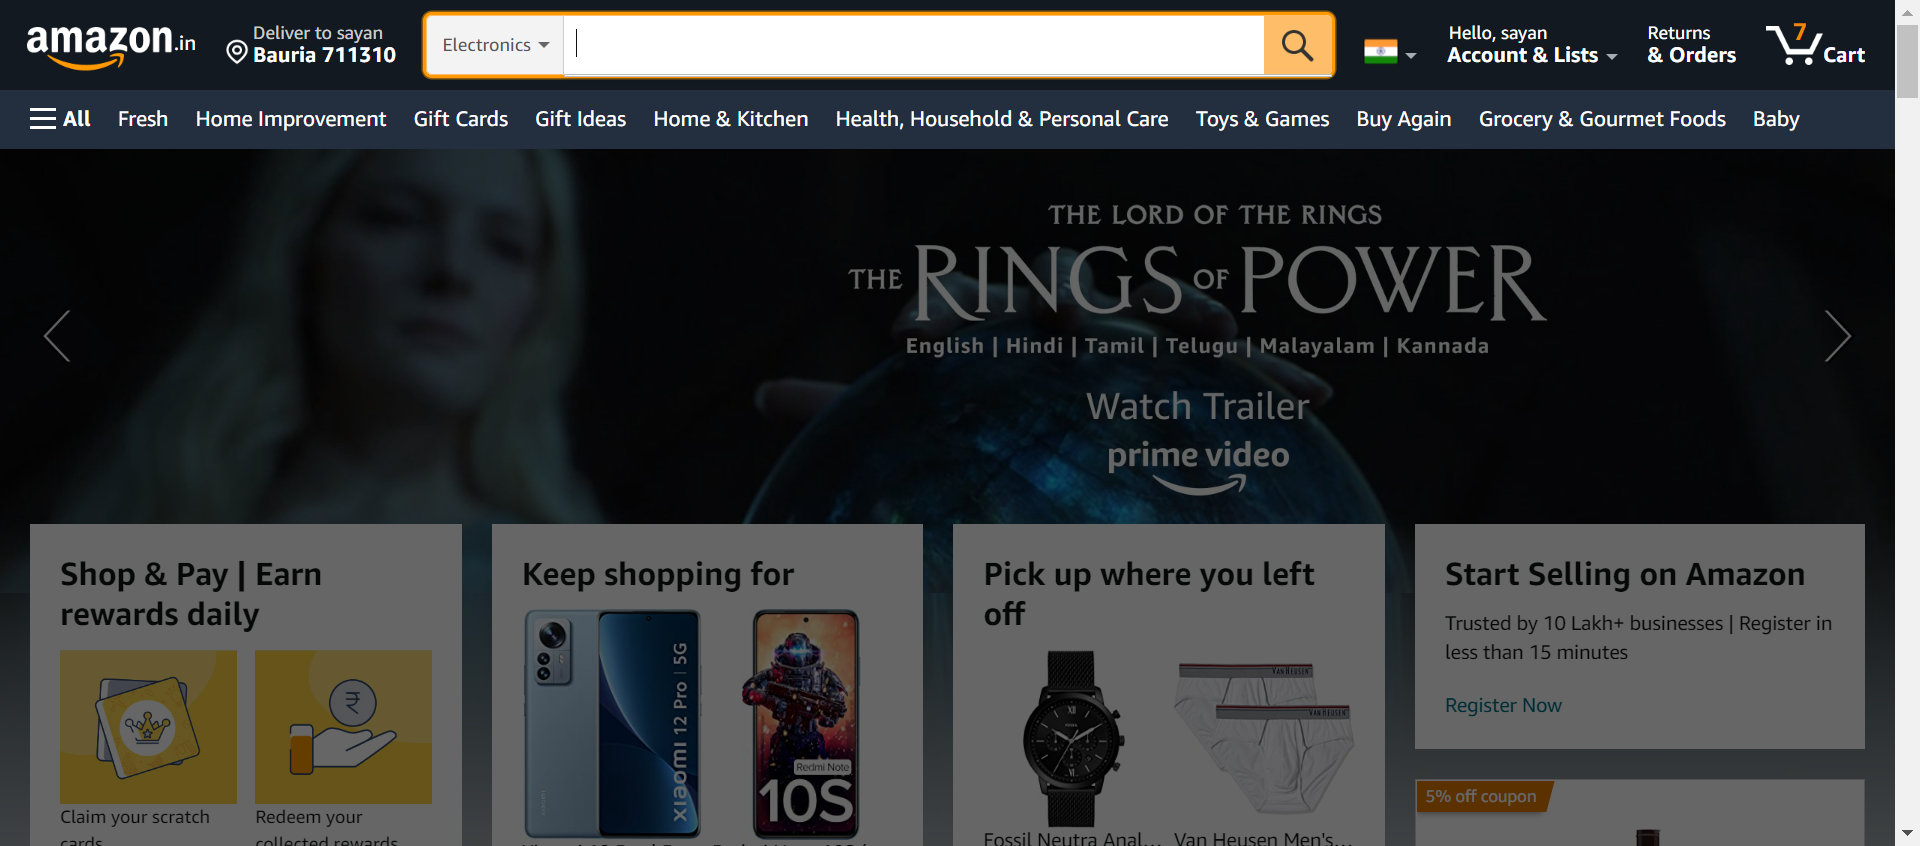 amazon.in
Deliver to sayan
Bauria 711310
Electronics
Hello, sayan
Account & Lists
Returns
& Orders
7
Cart
All
Fresh
Home Improvement
Gift Cards
Gift Ideas
Home & Kitchen
Health, Household & Personal Care
Toys & Games
Buy Again
Grocery & Gourmet Foods
Baby
THE LORD OF THE RINGS
THE RINGS OF POWER
English | Hindi | Tamil | Telugu | Malayalam | Kannada
Watch Trailer
prime video
Shop & Pay | Earn
rewards daily
Claim your scratch
cards
Redeem your
collected rewards
Keep shopping for
Xiaomi 12 Pro | 5G
Redmi Note
10S
Pick up where you left
off
VAN HEUSEN
VAN HEUSEN
Fossil Neutra Anal...
Van Heusen Men's...
Start Selling on Amazon
Trusted by 10 Lakh+ businesses | Register in
less than 15 minutes
Register Now
5% off coupon